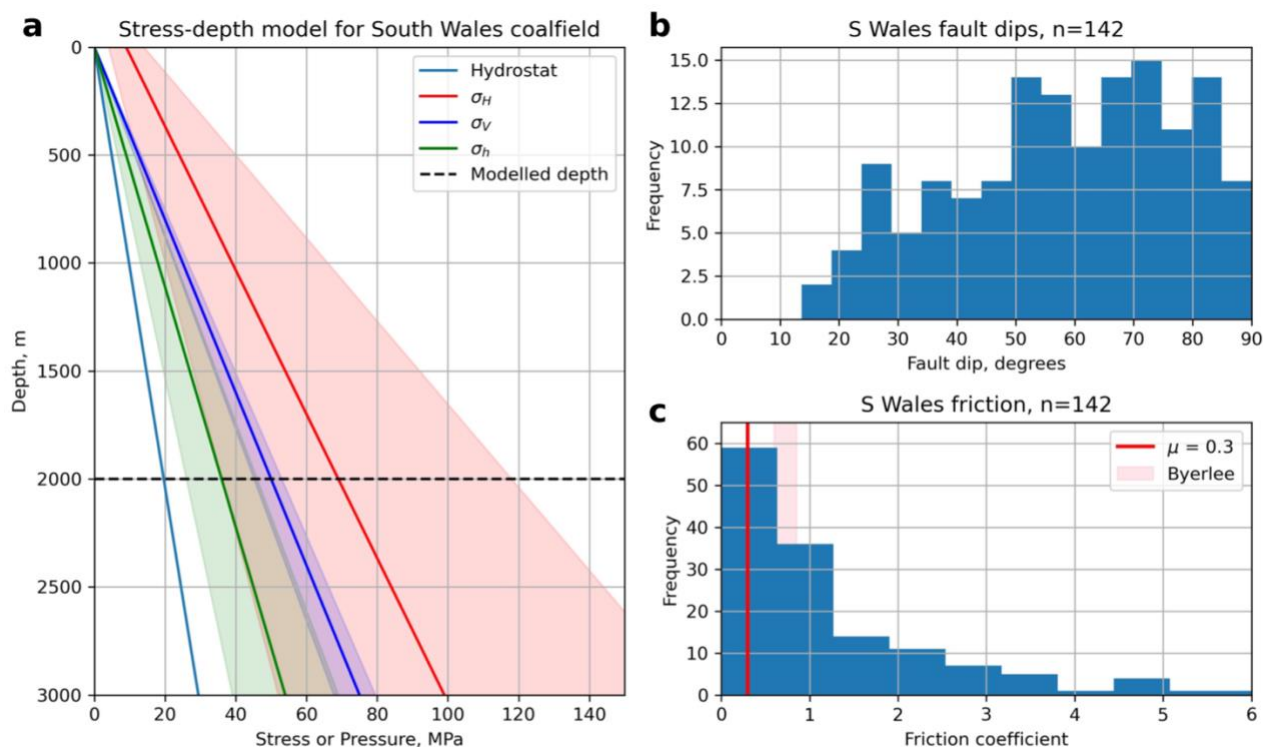 a
Stress-depth model for South Wales coalfield
0
500
1000
1500
2000
2500
3000
Depth, m
0 20 40 60 80 100 120 140
Stress or Pressure, MPa
Hydrostat
σH
σV
σh
Modelled depth
b
S Wales fault dips, n=142
15.0
12.5
10.0
7.5
5.0
2.5
0.0
Frequency
0 10 20 30 40 50 60 70 80 90
Fault dip, degrees
c
S Wales friction, n=142
60
50
40
30
20
10
0
Frequency
0 1 2 3 4 5 6
Friction coefficient
μ = 0.3
Byerlee